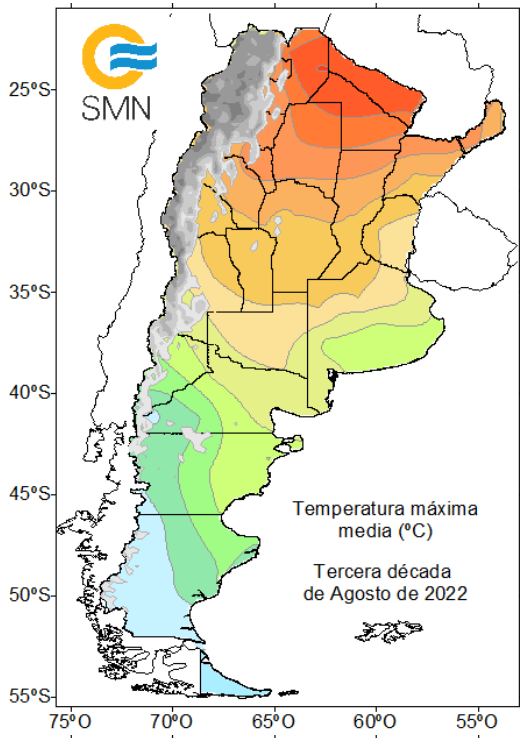 SMN
25ºS
30ºS
35ºS
40ºS
45ºS
50ºS
55ºS
Temperatura máxima
media (ºC)
Tercera década
de Agosto de 2022
75ºO 70ºO 65ºO 60ºO 55ºO